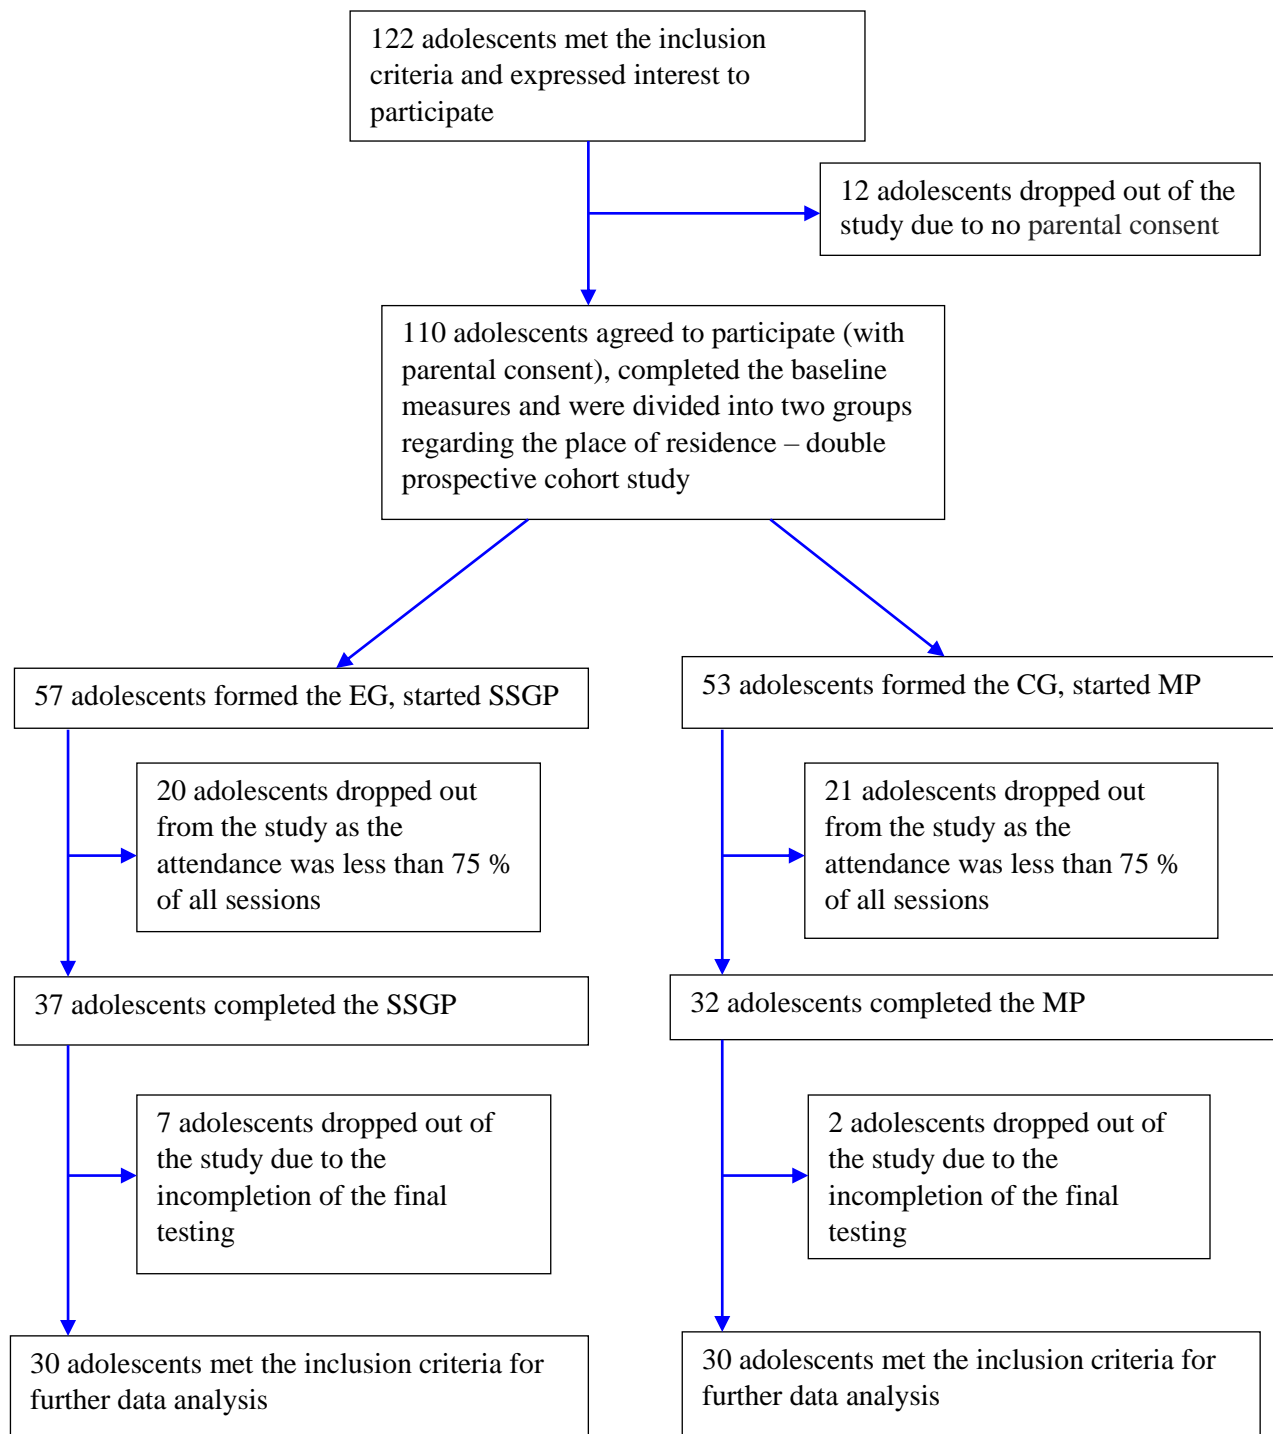 122 adolescents met the inclusion
criteria and expressed interest to
participate
12 adolescents dropped out of the
study due to no parental consent
110 adolescents agreed to participate (with
parental consent), completed the baseline
measures and were divided into two groups
regarding the place of residence – double
prospective cohort study
57 adolescents formed the EG, started SSGP
53 adolescents formed the CG, started MP
20 adolescents dropped out
from the study as the
attendance was less than 75 %
of all sessions
21 adolescents dropped out
from the study as the
attendance was less than 75 %
of all sessions
37 adolescents completed the SSGP
32 adolescents completed the MP
7 adolescents dropped out of
the study due to the
incompletion of the final
testing
2 adolescents dropped out of
the study due to the
incompletion of the final
testing
30 adolescents met the inclusion criteria for
further data analysis
30 adolescents met the inclusion criteria for
further data analysis